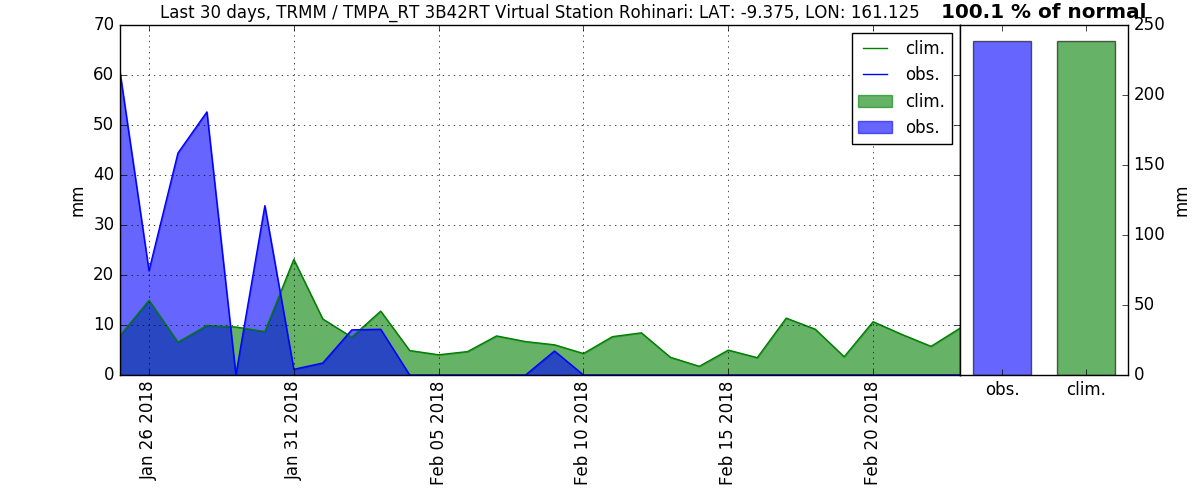 Last 30 days, TRMM / TMPA_RT 3B42RT Virtual Station Rohinari: LAT: -9.375, LON: 161.125
100.1 % of normal
70
60
50
40
30
20
10
0
mm
clim.
obs.
clim.
obs.
Jan 26 2018
Jan 31 2018
Feb 05 2018
Feb 10 2018
Feb 15 2018
Feb 20 2018
250
200
150
100
50
0
mm
obs.
clim.